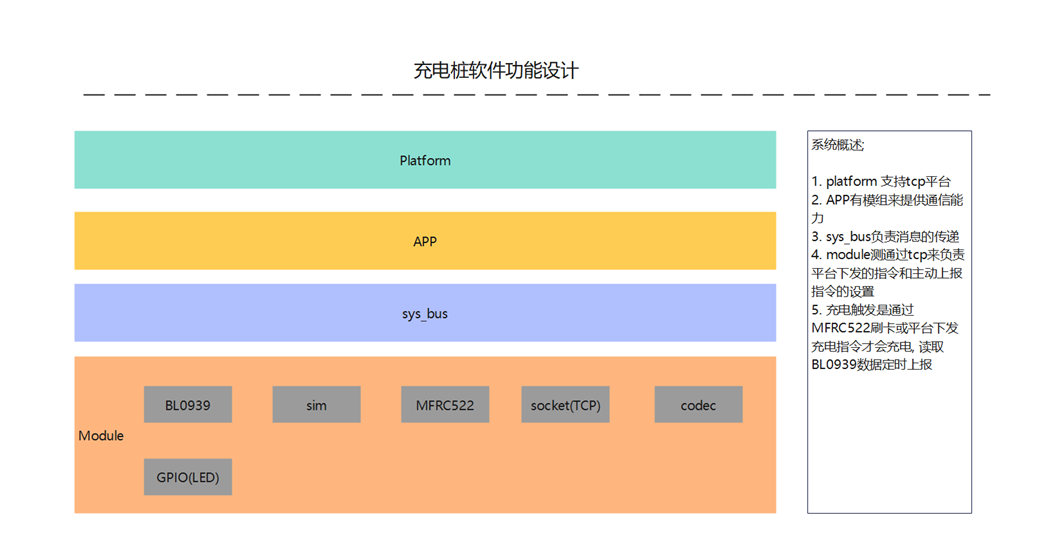 充电桩软件功能设计
Platform
APP
sys_bus
Module
BL0939
sim
MFRC522
socket(TCP)
codec
GPIO(LED)
系统概述;
1. platform 支持tcp平台
2. APP有模组来提供通信能
力
3. sys_bus负责消息的传递
4. module测通过tcp来负责
平台下发的指令和主动上报
指令的设置
5. 充电触发是通过
MFRC522刷卡或平台下发
充电指令才会充电, 读取
BL0939数据定时上报